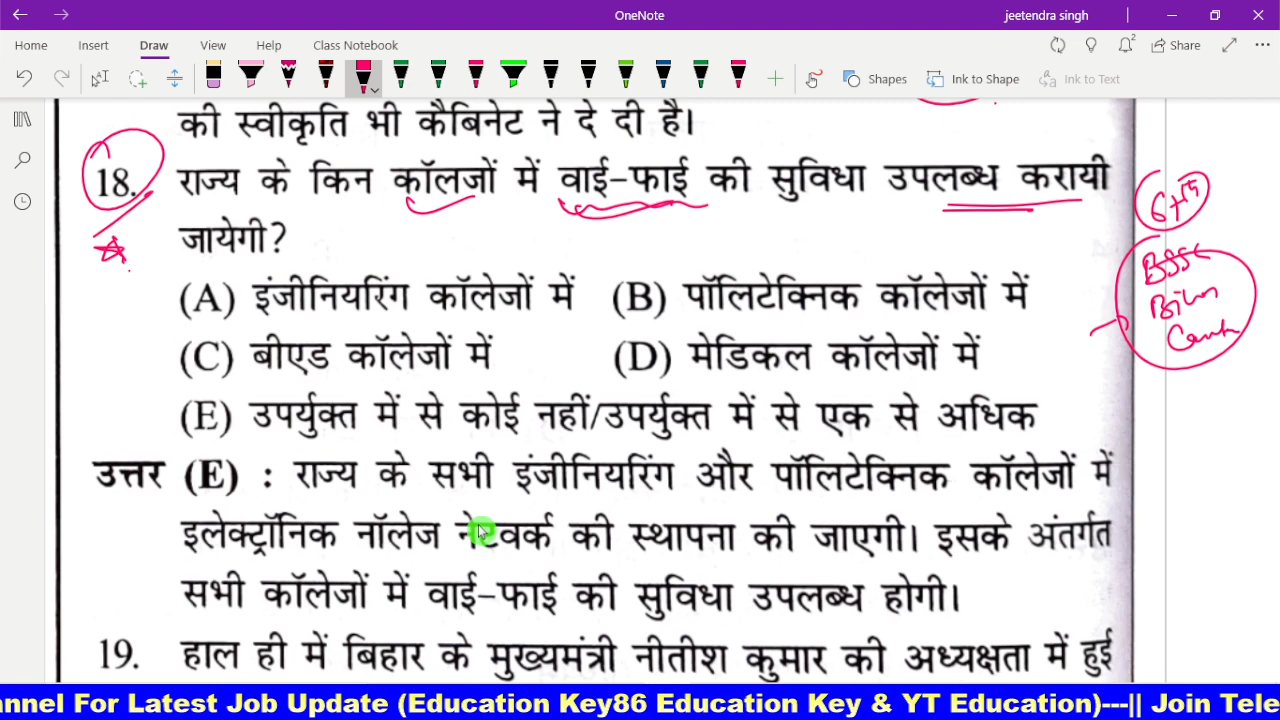 OneNote
jeetendra singh
Home Insert Draw View Help Class Notebook
Share
Shapes
Ink to Shape
Ink to Text
की स्वीकृति भी कैबिनेट ने दे दी है।
18. राज्य के किन कॉलजों में वाई-फाई की सुविधा उपलब्ध करायी
जायेगी?
6th
BSSC
(A) इंजीनियरिंग कॉलेजों में (B) पॉलिटेक्निक कॉलेजों में
(C) बीएड कॉलेजों में (D) मेडिकल कॉलेजों में
(E) उपर्युक्त में से कोई नहीं/उपर्युक्त में से एक से अधिक
उत्तर (E) : राज्य के सभी इंजीनियरिंग और पॉलिटेक्निक कॉलेजों में
इलेक्ट्रॉनिक नॉलेज नेटवर्क की स्थापना की जाएगी। इसके अंतर्गत
सभी कॉलेजों में वाई-फाई की सुविधा उपलब्ध होगी।
19. हाल ही में बिहार के मुख्यमंत्री नीतीश कुमार की अध्यक्षता में हुई
nnel For Latest Job Update (Education Key86 Education Key & YT Education)---|| Join Tele